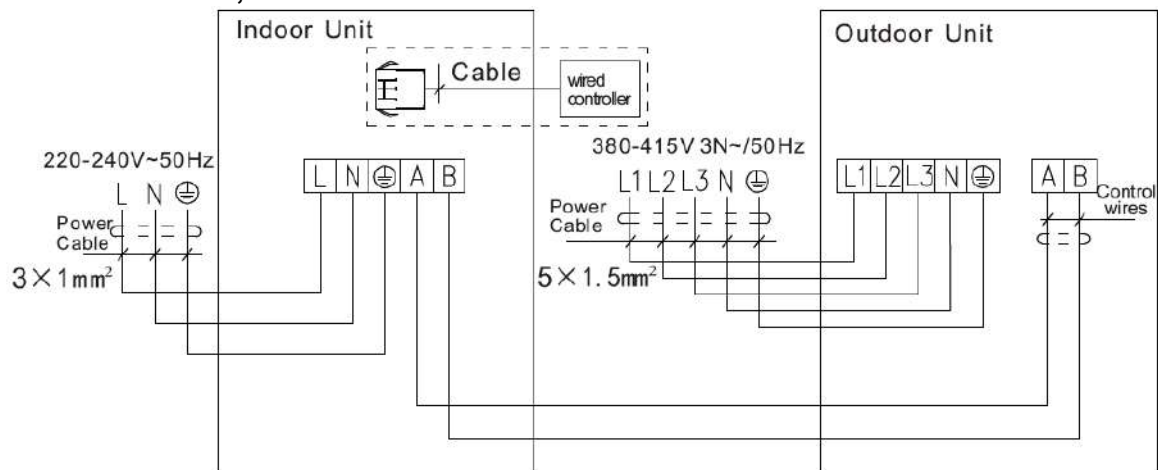 Indoor Unit
Outdoor Unit
Cable
wired
controller
220-240V~50Hz
L N
Power
Cable
3×1mm²
L N A B
380-415V 3N~/50Hz
L1 L2 L3 N
Power
Cable
5×1.5mm²
L1 L2 L3 N
A B
Control
wires